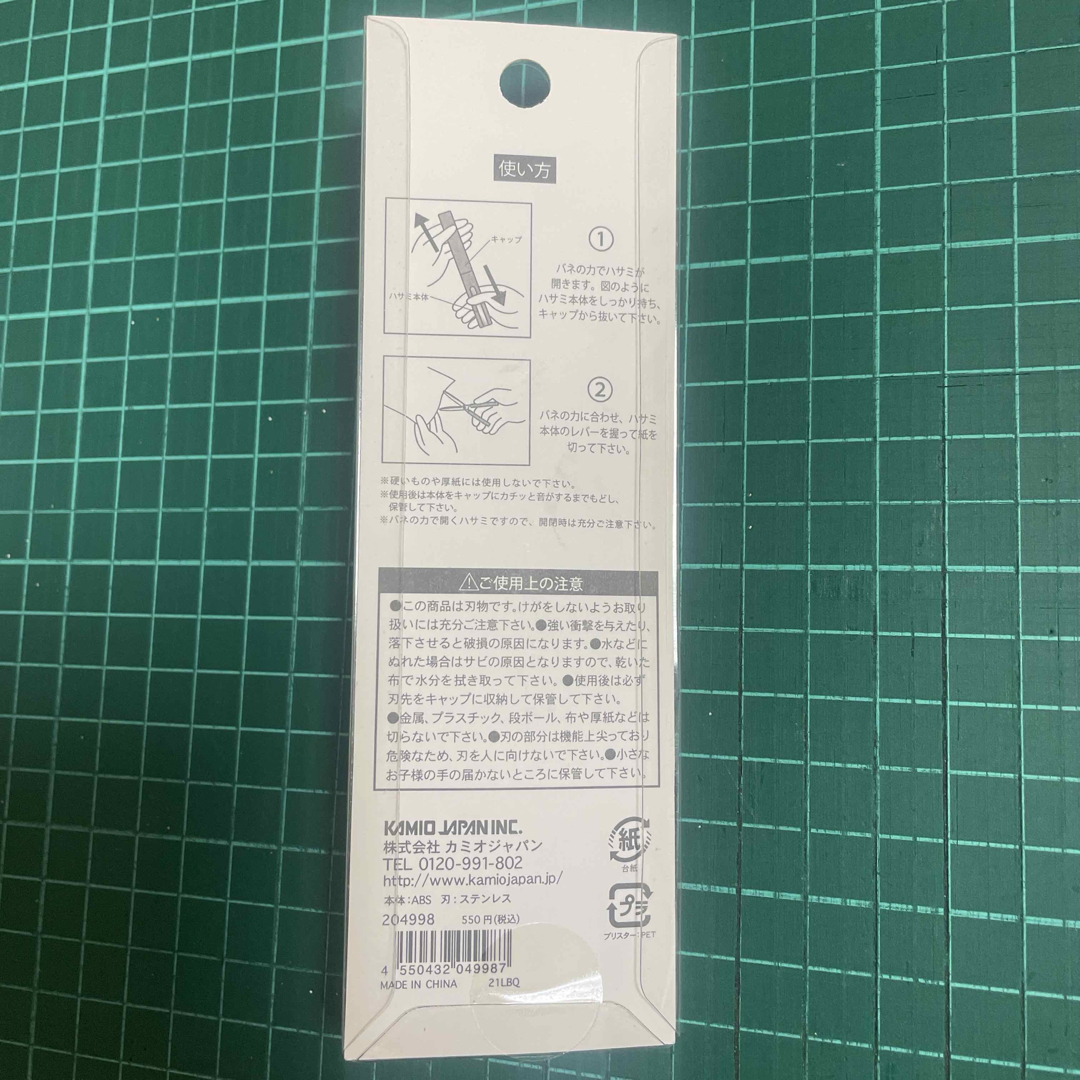 使い方
キャップ
ハサミ本体
①
バネの力でハサミが
開きます。図のように
ハサミ本体をしっかり持ち、
キャップから抜いて下さい。
②
バネの力に合わせ、ハサミ
本体のレバーを握って紙を
切って下さい。
※硬いものや厚紙には使用しないで下さい。
※使用後は本体をキャップにカチッと音がするまでもどし、
保管して下さい。
※バネの力で開くハサミですので、開閉時は充分ご注意下さい。
⚠ご使用上の注意
●この商品は刃物です。けがをしないようお取り
扱いには充分ご注意下さい。●強い衝撃を与えたり、
落下させると破損の原因になります。●水などに
ぬれた場合はサビの原因となりますので、乾いた
布で水分を拭き取って下さい。●使用後は必ず
刃先をキャップに収納して保管して下さい。
●金属、プラスチック、段ボール、布や厚紙などは
切らないで下さい。●刃の部分は機能上尖っており
危険なため、刃を人に向けないで下さい。●小さな
お子様の手の届かないところに保管して下さい。
KAMIO JAPAN INC.
株式会社 カミオジャパン
TEL 0120-991-802
http://www.kamiojapan.jp/
本体:ABS 刃:ステンレス
204998 550円(税込)
4 550432 049987
MADE IN CHINA 21LBQ
紙
台紙
プラ
ブリスター:PET